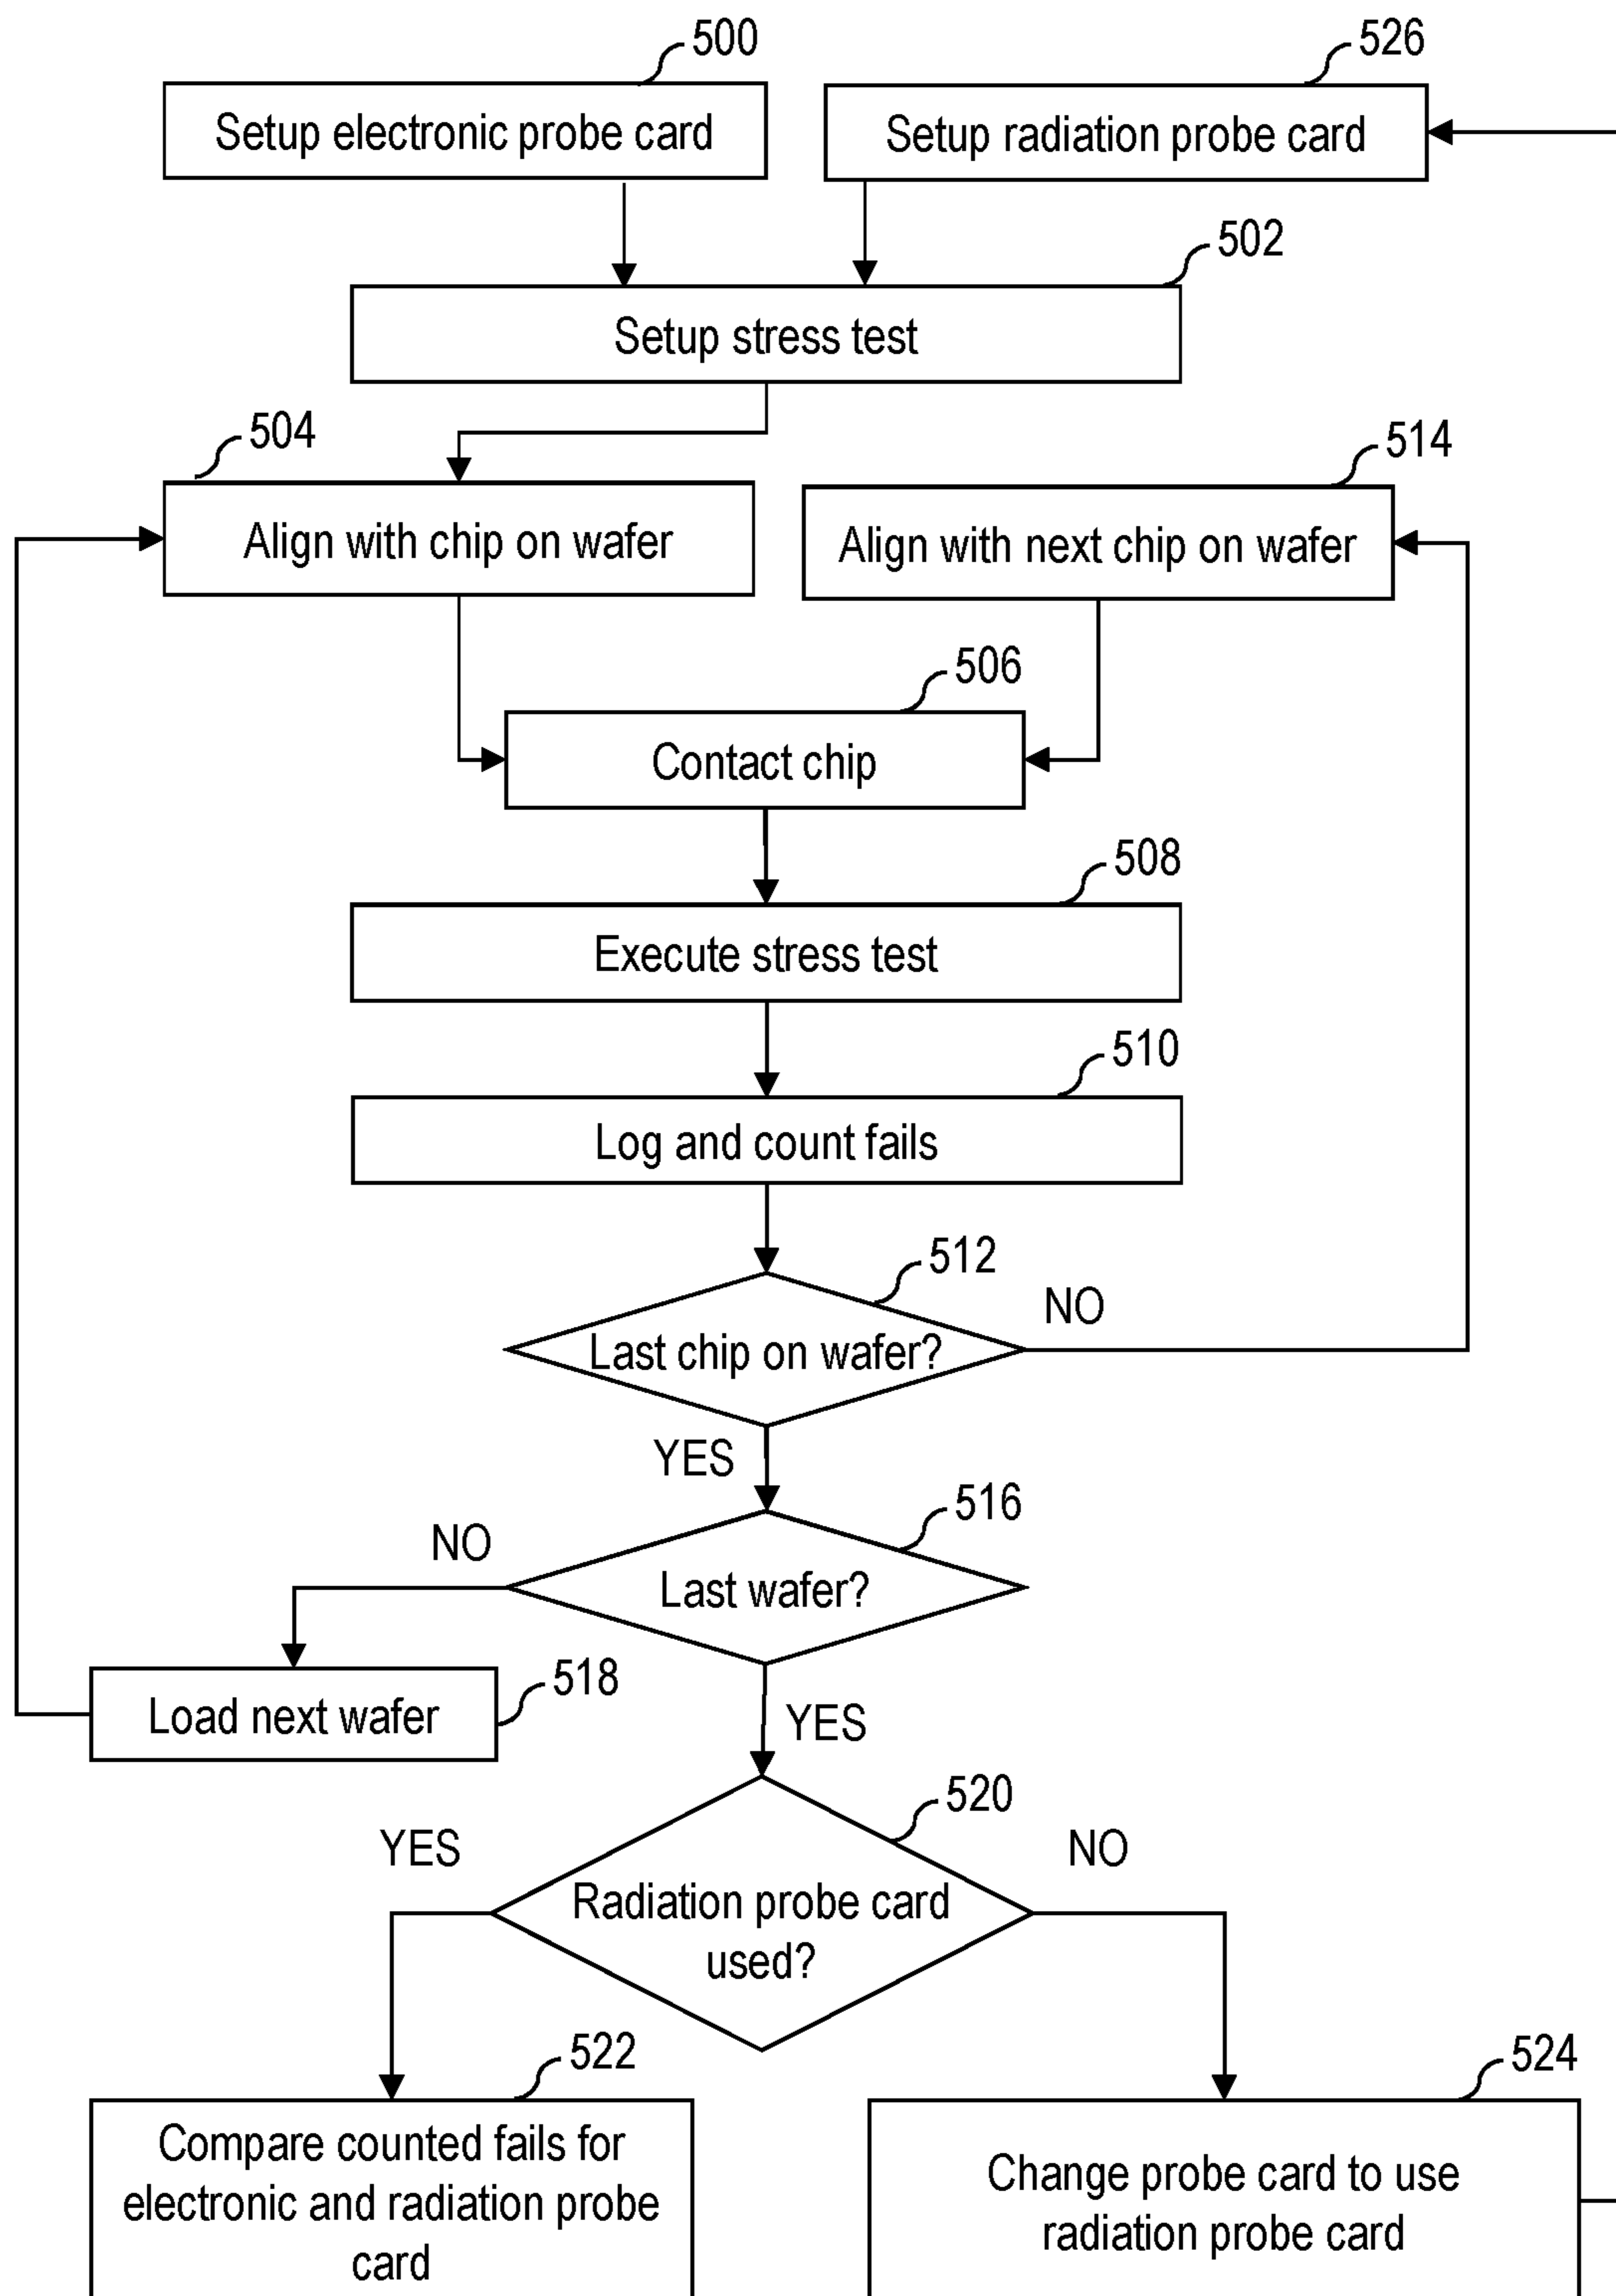 500
526
Setup electronic probe card
Setup radiation probe card
502
Setup stress test
504
514
Align with chip on wafer
Align with next chip on wafer
506
Contact chip
508
Execute stress test
510
Log and count fails
512
NO
Last chip on wafer?
YES
516
NO
Last wafer?
518
Load next wafer
YES
520
YES
NO
Radiation probe card
used?
522
524
Compare counted fails for
electronic and radiation probe
card
Change probe card to use
radiation probe card